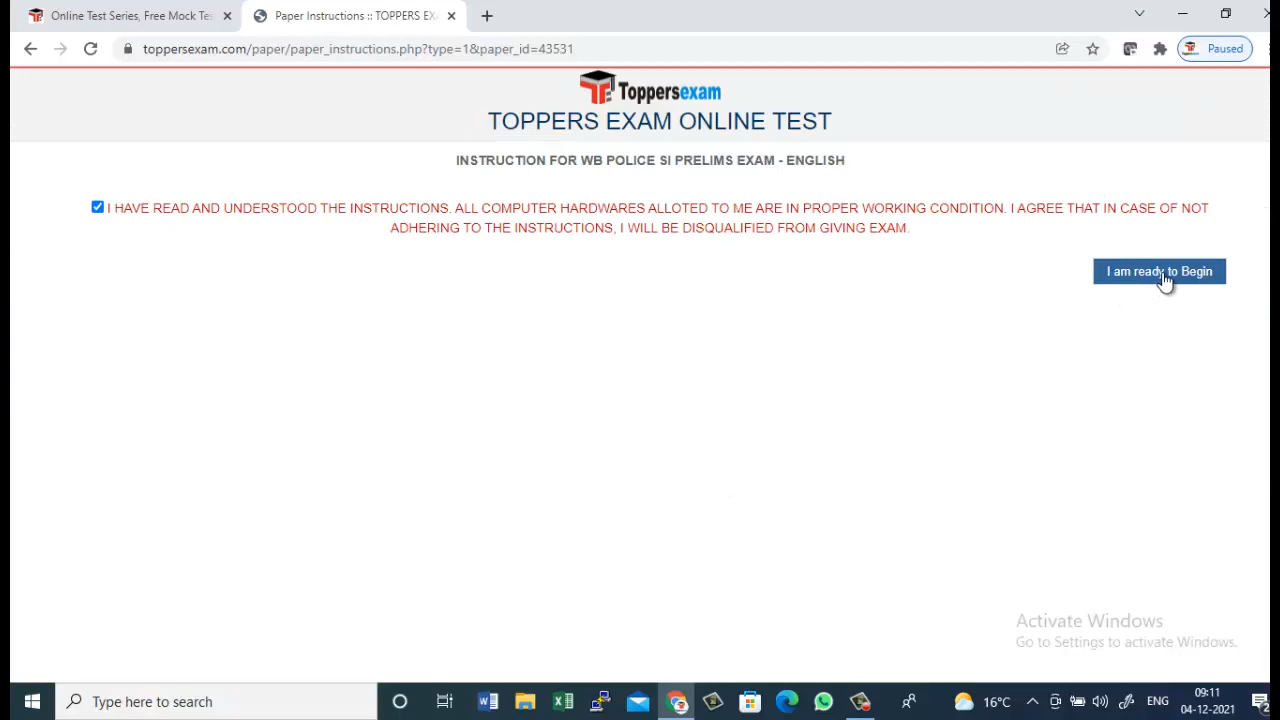 Online Test Series, Free Mock Te
Paper Instructions :: TOPPERS EX
toppersexam.com/paper/paper_instructions.php?type=1&paper_id=43531
Paused
Toppersexam
TOPPERS EXAM ONLINE TEST
INSTRUCTION FOR WB POLICE SI PRELIMS EXAM - ENGLISH
I HAVE READ AND UNDERSTOOD THE INSTRUCTIONS. ALL COMPUTER HARDWARES ALLOTED TO ME ARE IN PROPER WORKING CONDITION. I AGREE THAT IN CASE OF NOT
ADHERING TO THE INSTRUCTIONS, I WILL BE DISQUALIFIED FROM GIVING EXAM.
I am ready to Begin
Activate Windows
Go to Settings to activate Windows.
Type here to search
16°C
ENG
09:11
04-12-2021
2